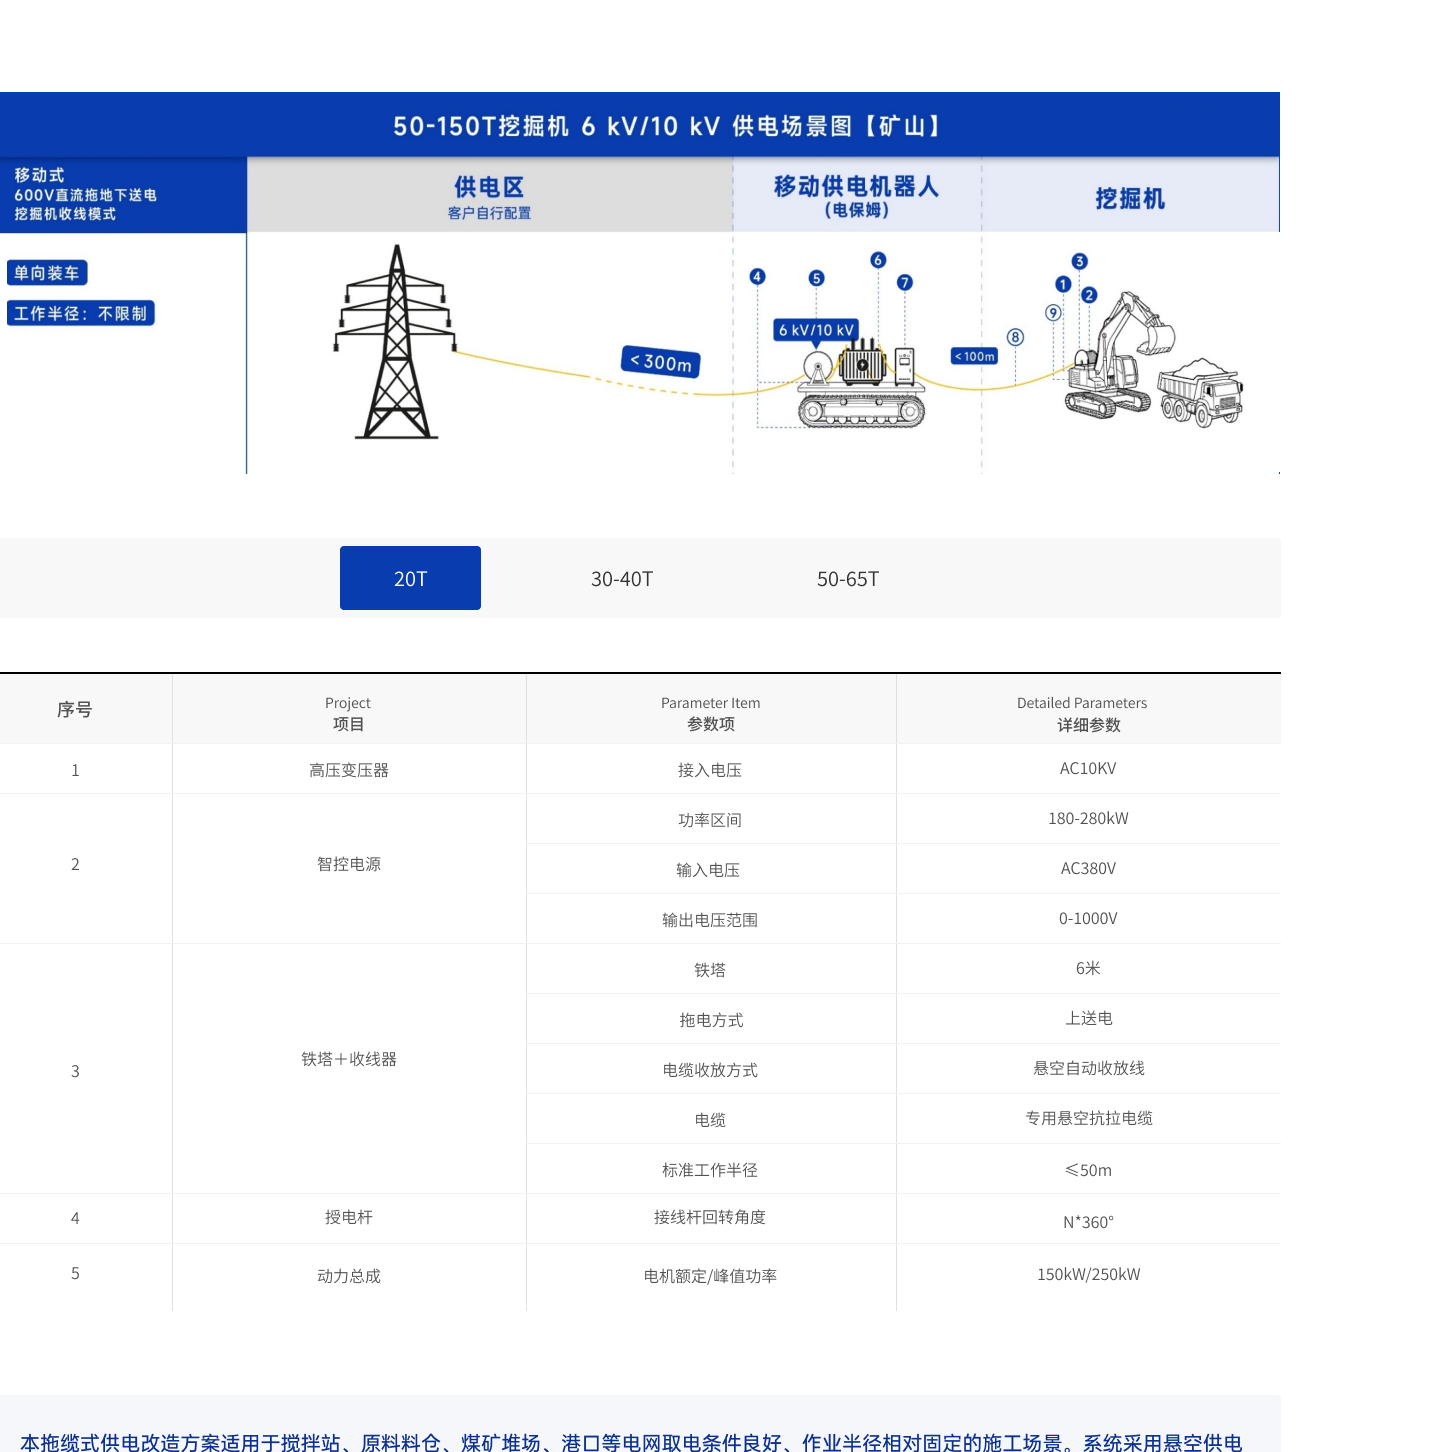 50-150T挖掘机 6 kV/10 kV 供电场景图【矿山】
移动式
600V直流拖地下送电
挖掘机收线模式
供电区
客户自行配置
移动供电机器人
(电保姆)
挖掘机
单向装车
工作半径：不限制
4
5
6
7
6 kV/10 kV
<300m
<100m
8
9
1
3
2
20T
30-40T
50-65T
序号
Project
项目
Parameter Item
参数项
Detailed Parameters
详细参数
1
高压变压器
接入电压
AC10KV
2
智控电源
功率区间
180-280kW
输入电压
AC380V
输出电压范围
0-1000V
3
铁塔＋收线器
铁塔
6米
拖电方式
上送电
电缆收放方式
悬空自动收放线
电缆
专用悬空抗拉电缆
标准工作半径
≤50m
4
授电杆
接线杆回转角度
N*360°
5
动力总成
电机额定/峰值功率
150kW/250kW
本拖缆式供电改造方案适用于搅拌站、原料料仓、煤矿堆场、港口等电网取电条件良好、作业半径相对固定的施工场景。系统采用悬空供电